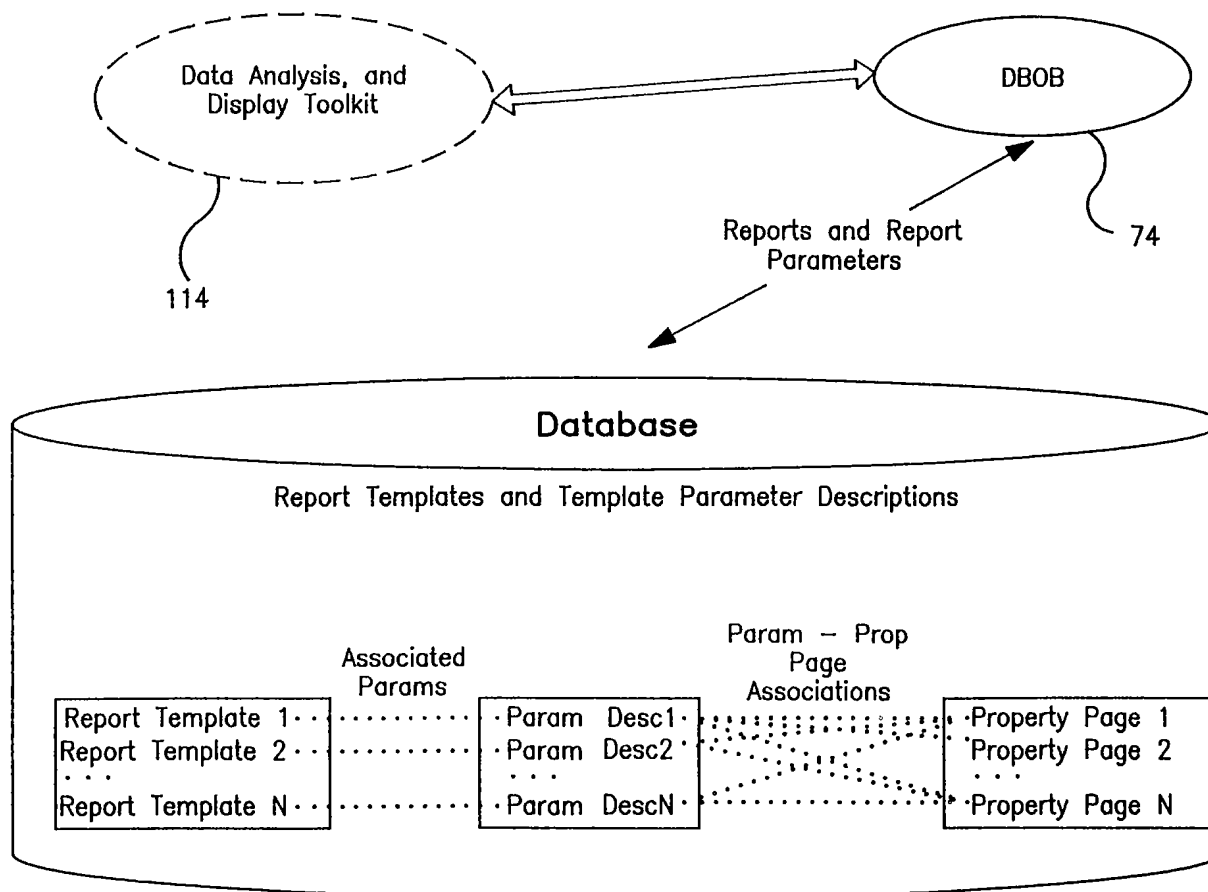 Data Analysis, and
Display Toolkit
DBOB
114
74
Reports and Report
Parameters
Database
Report Templates and Template Parameter Descriptions
Associated
Params
Param – Prop
Page
Associations
Report Template 1
Report Template 2
. . .
Report Template N
Param Desc1
Param Desc2
. . .
Param DescN
Property Page 1
Property Page 2
. . .
Property Page N